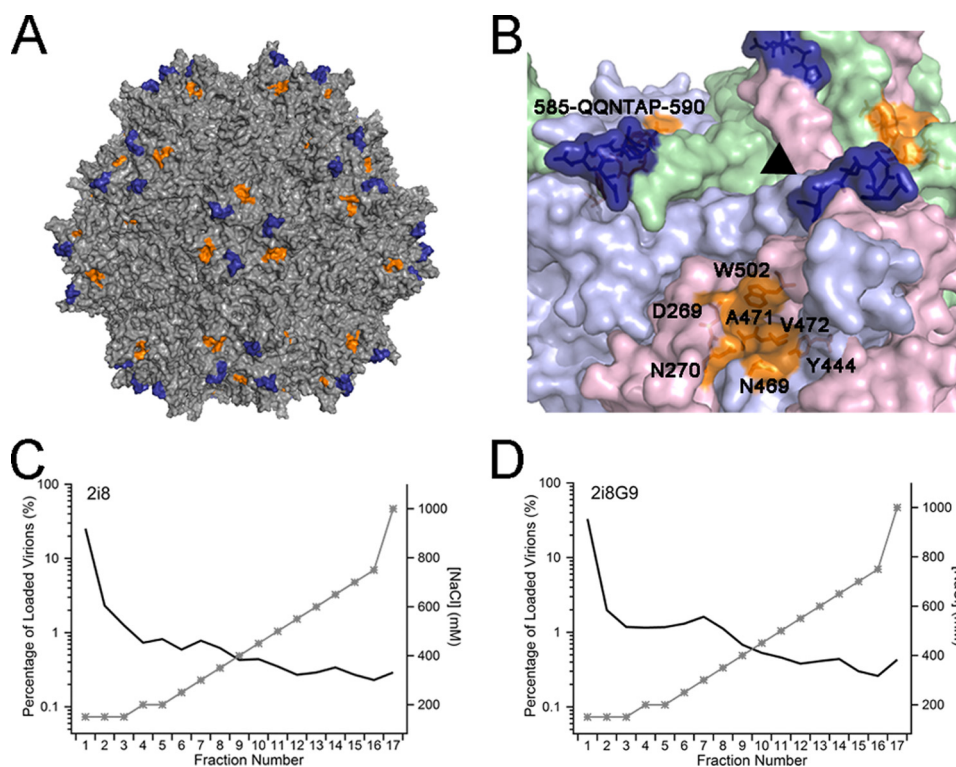 A
B
585-QQNTAP-590
W502
D269
A471
V472
N270
N469
Y444
C
2i8
Percentage of Loaded Virions (%)
100
10
1
0.1
1000
800
600
400
200
[NaCl] (mM)
1 2 3 4 5 6 7 8 9 10 11 12 13 14 15 16 17
Fraction Number
D
2i8G9
Percentage of Loaded Virions (%)
100
10
1
0.1
1000
800
600
400
200
1 2 3 4 5 6 7 8 9 10 11 12 13 14 15 16 17
Fraction Number